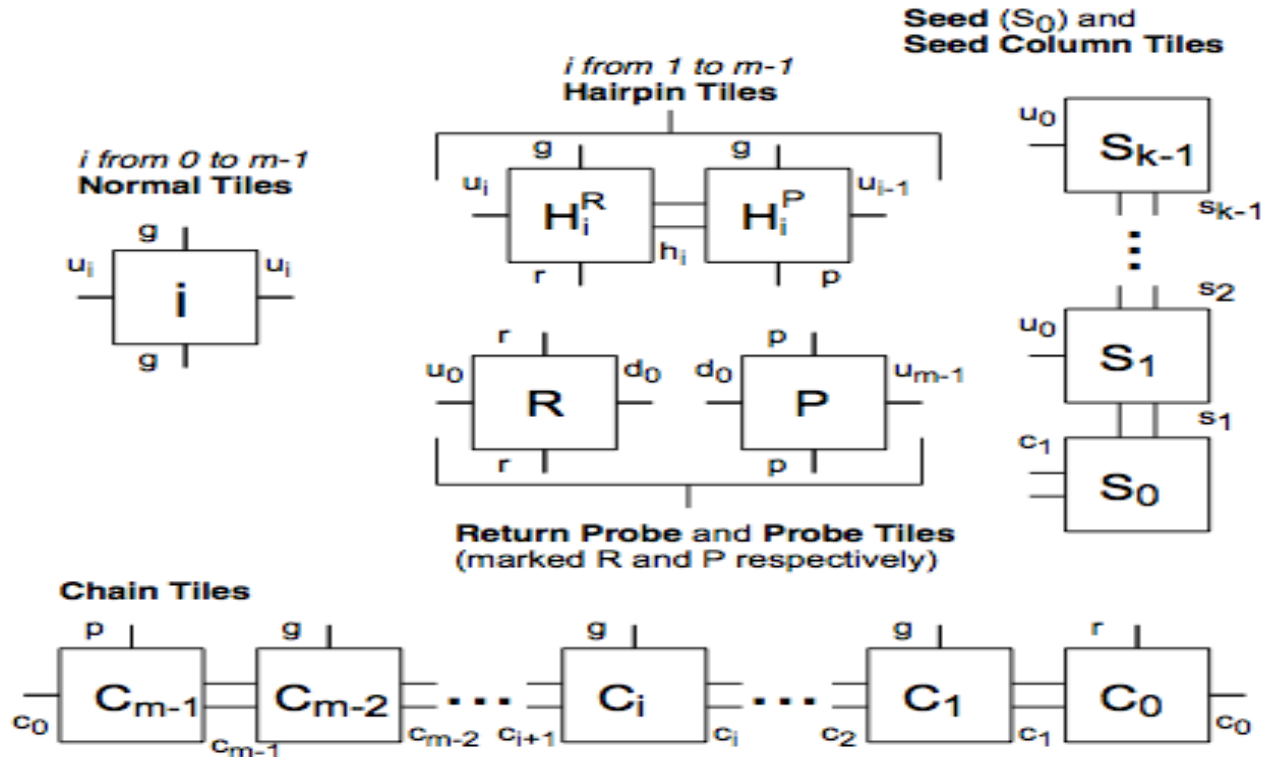 Seed (S0) and
Seed Column Tiles
i from 1 to m-1
Hairpin Tiles
i from 0 to m-1
Normal Tiles
g
ui
i
ui
g
g
g
ui
HiR
hi
HiP
ui-1
r
p
u0
Sk-1
sk-1
⋮
s2
u0
S1
s1
c1
S0
r
p
u0
R
d0
d0
P
um-1
r
p
Return Probe and Probe Tiles
(marked R and P respectively)
Chain Tiles
p
g
g
g
r
Cm-1
Cm-2
...
Ci
...
C1
C0
c0
cm-1
cm-2
ci+1
ci
c2
c1
c0